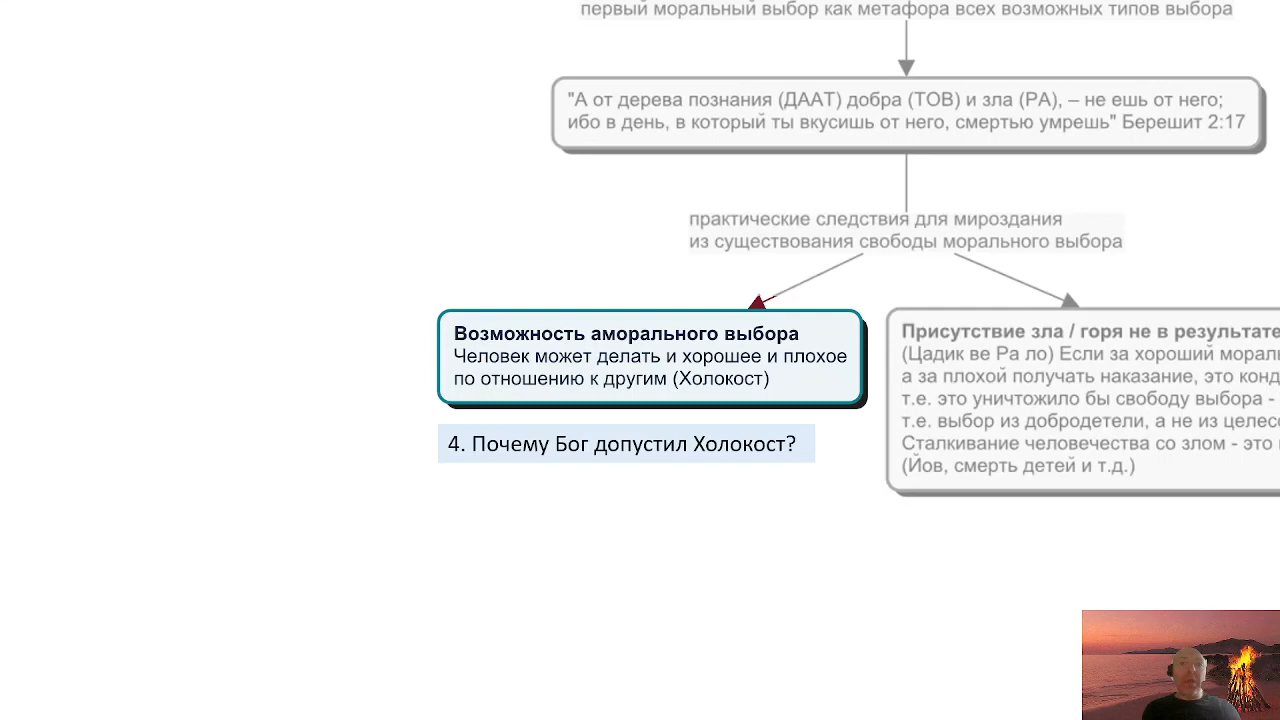 первый моральный выбор как метафора всех возможных типов выбора
"А от дерева познания (ДААТ) добра (ТОВ) и зла (РА), – не ешь от него;
ибо в день, в который ты вкусишь от него, смертью умрешь" Берешит 2:17
практические следствия для мироздания
из существования свободы морального выбора
Возможность аморального выбора
Человек может делать и хорошее и плохое
по отношению к другим (Холокост)
4. Почему Бог допустил Холокост?
Присутствие зла / горя не в результате
(Цадик ве Ра ло) Если за хороший
а за плохой получать наказание, это
т.е. это уничтожило бы свободу выбора -
т.е. выбор из добродетели, а не из
Сталкивание человечества со злом - это
(Йов, смерть детей и т.д.)